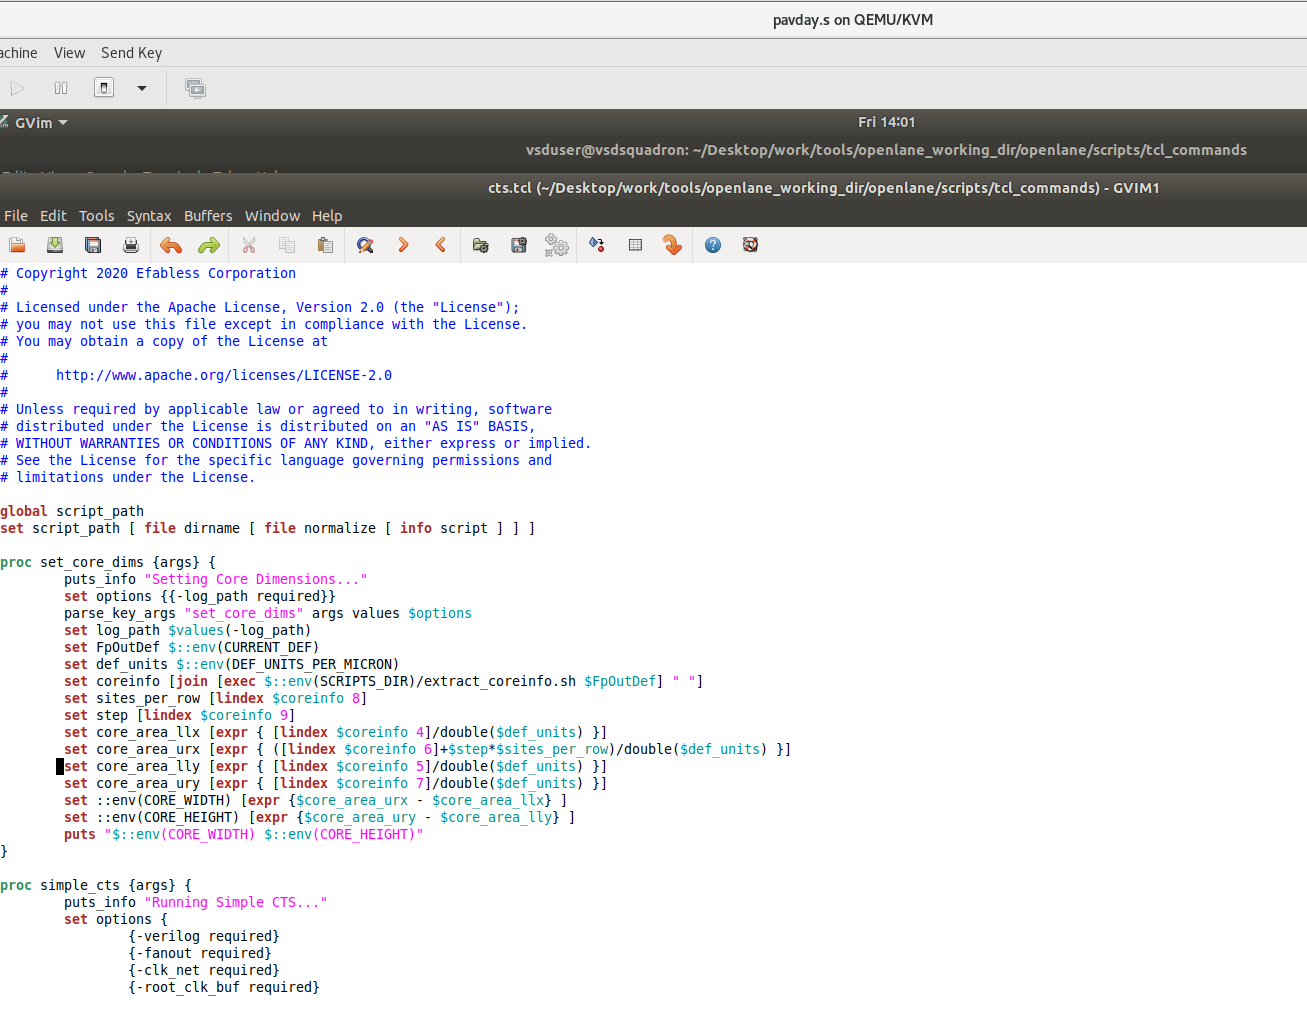 pavday.s on QEMU/KVM
achine View Send Key
GVim Fri 14:01
vsduser@vsdsquadron: ~/Desktop/work/tools/openlane_working_dir/openlane/scripts/tcl_commands
cts.tcl (~/Desktop/work/tools/openlane_working_dir/openlane/scripts/tcl_commands) - GVIM1
File Edit Tools Syntax Buffers Window Help
# Copyright 2020 Efabless Corporation
#
# Licensed under the Apache License, Version 2.0 (the "License");
# you may not use this file except in compliance with the License.
# You may obtain a copy of the License at
#
#      http://www.apache.org/licenses/LICENSE-2.0
#
# Unless required by applicable law or agreed to in writing, software
# distributed under the License is distributed on an "AS IS" BASIS,
# WITHOUT WARRANTIES OR CONDITIONS OF ANY KIND, either express or implied.
# See the License for the specific language governing permissions and
# limitations under the License.
global script_path
set script_path [ file dirname [ file normalize [ info script ] ] ]
proc set_core_dims {args} {
        puts_info "Setting Core Dimensions..."
        set options {{-log_path required}}
        parse_key_args "set_core_dims" args values $options
        set log_path $values(-log_path)
        set FpOutDef $::env(CURRENT_DEF)
        set def_units $::env(DEF_UNITS_PER_MICRON)
        set coreinfo [join [exec $::env(SCRIPTS_DIR)/extract_coreinfo.sh $FpOutDef] " "]
        set sites_per_row [lindex $coreinfo 8]
        set step [lindex $coreinfo 9]
        set core_area_llx [expr { [lindex $coreinfo 4]/double($def_units) }]
        set core_area_urx [expr { ([lindex $coreinfo 6]+$step*$sites_per_row)/double($def_units) }]
        set core_area_lly [expr { [lindex $coreinfo 5]/double($def_units) }]
        set core_area_ury [expr { [lindex $coreinfo 7]/double($def_units) }]
        set ::env(CORE_WIDTH) [expr {$core_area_urx - $core_area_llx} ]
        set ::env(CORE_HEIGHT) [expr {$core_area_ury - $core_area_lly} ]
        puts "$::env(CORE_WIDTH) $::env(CORE_HEIGHT)"
}
proc simple_cts {args} {
        puts_info "Running Simple CTS..."
        set options {
                {-verilog required}
                {-fanout required}
                {-clk_net required}
                {-root_clk_buf required}